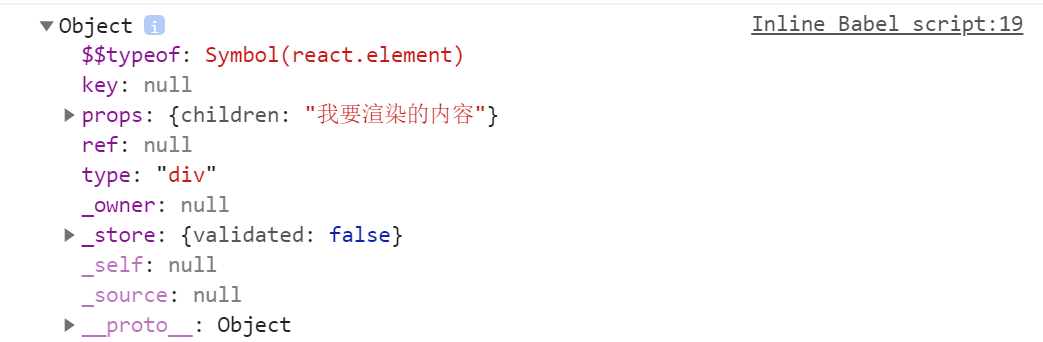 Object i Inline Babel script:19
$$typeof: Symbol(react.element)
key: null
props: {children: "我要渲染的内容"}
ref: null
type: "div"
_owner: null
_store: {validated: false}
_self: null
_source: null
__proto__: Object